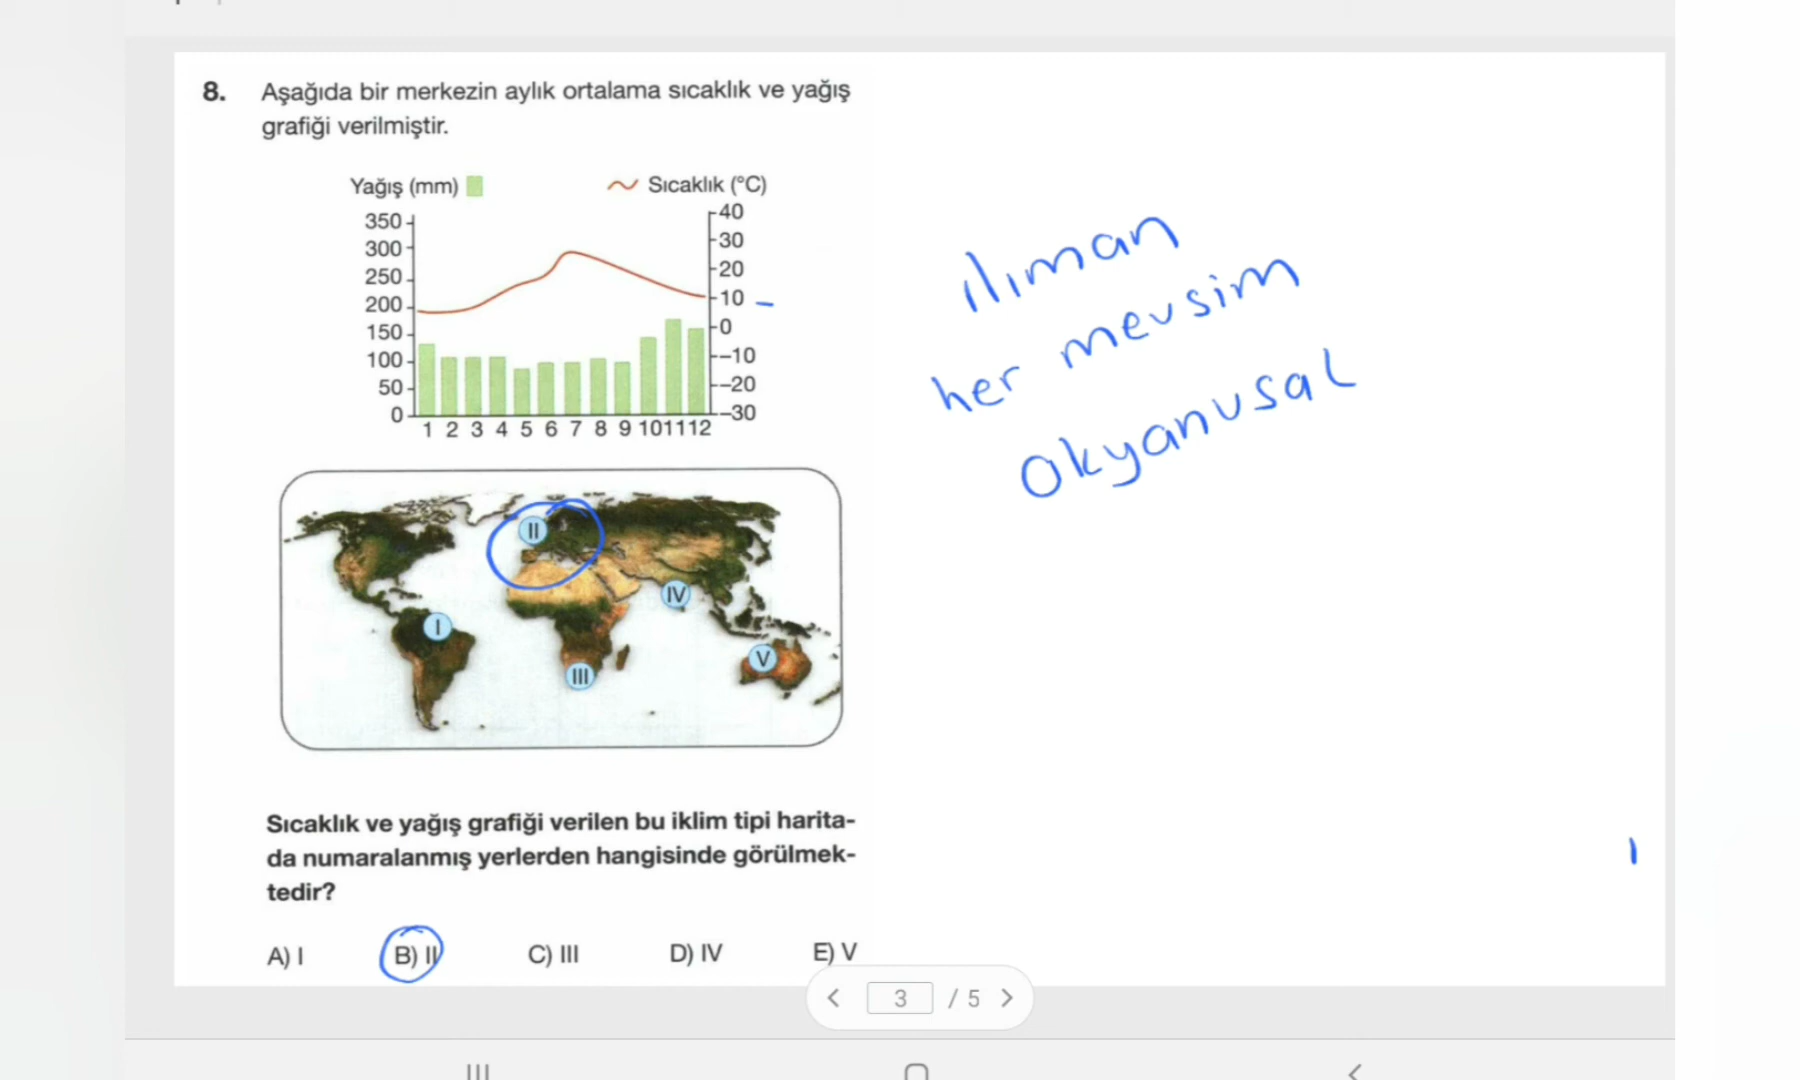 8. Aşağıda bir merkezin aylık ortalama sıcaklık ve yağış
grafiği verilmiştir.
Yağış (mm) Sıcaklık (°C)
350
300
250
200
150
100
50
0
40
30
20
10
0
-10
-20
-30
1 2 3 4 5 6 7 8 9 10 11 12
ılıman
her mevsim
Okyanusal
I
II
III
IV
V
Sıcaklık ve yağış grafiği verilen bu iklim tipi harita-
da numaralanmış yerlerden hangisinde görülmek-
tedir?
A) I B) II C) III D) IV E) V
3 / 5